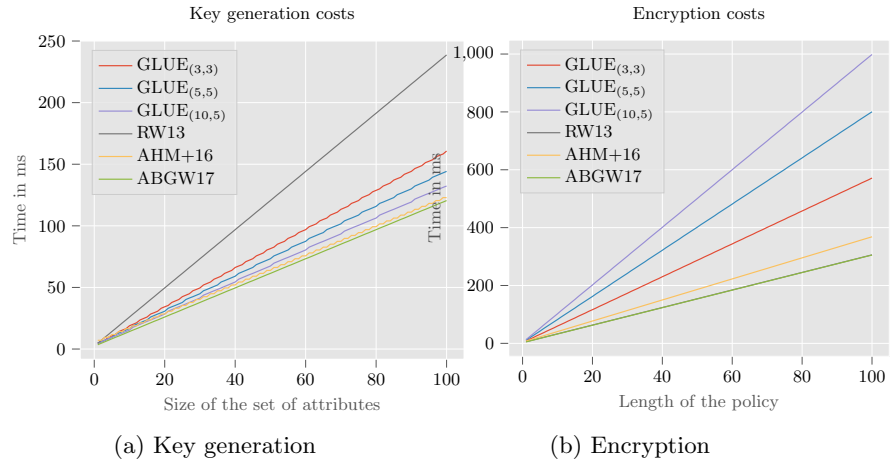 Key generation costs
250
200
150
100
50
0
0 20 40 60 80 100
Time in ms
Size of the set of attributes
GLUE(3,3)
GLUE(5,5)
GLUE(10,5)
RW13
AHM+16
ABGW17
(a) Key generation
Encryption costs
1,000
800
600
400
200
0
0 20 40 60 80 100
Time in ms
Length of the policy
GLUE(3,3)
GLUE(5,5)
GLUE(10,5)
RW13
AHM+16
ABGW17
(b) Encryption